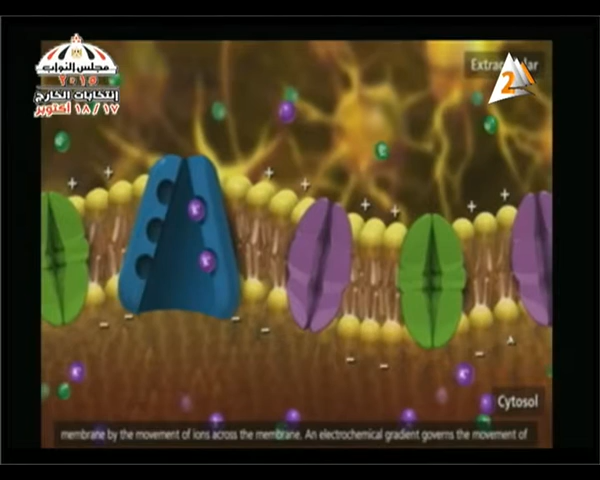 مجلس النواب
٢٠١٥
إنتخابات الخارج
١٧ / ١٨ أكتوبر
2
+ +
+ +
+ +
+ +
K+
K+
- -
- -
- -
-
K+
K+
Cytosol
membrane by the movement of ions across the membrane. An electrochemical gradient governs the movement of